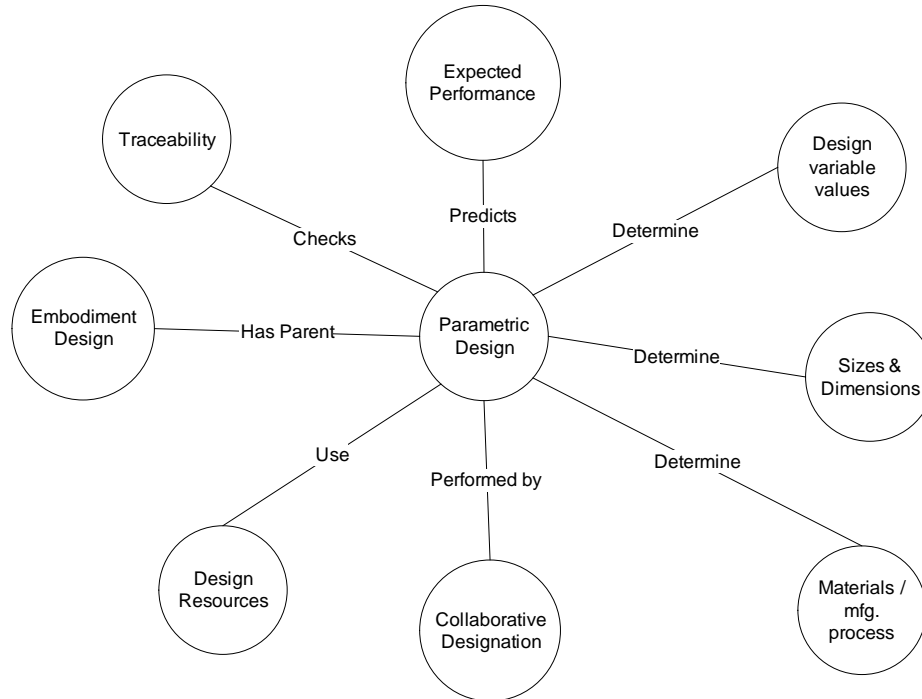 Expected
Performance
Traceability
Design
variable
values
Predicts
Determine
Checks
Embodiment
Design
Has Parent
Parametric
Design
Determine
Sizes &
Dimensions
Use
Performed by
Determine
Design
Resources
Collaborative
Designation
Materials /
mfg.
process